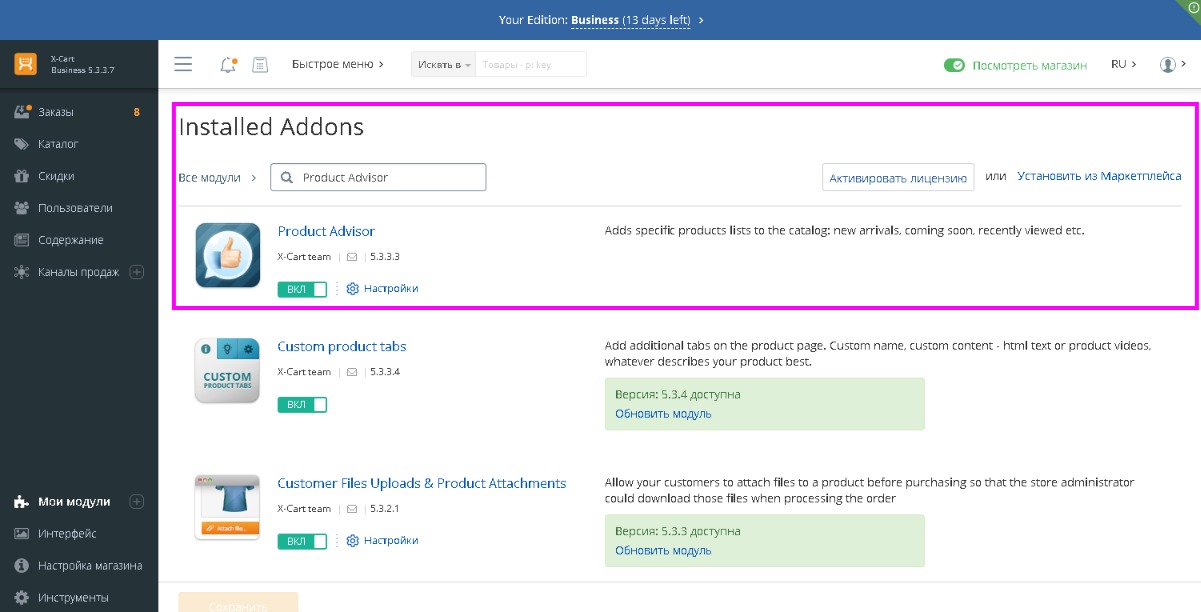 Your Edition: Business (13 days left) >
X-Cart
Business 5.3.3.7
Быстрое меню >
Искать в
Товары - pr key
Посмотреть магазин
RU >
Заказы 8
Каталог
Скидки
Пользователи
Содержание
Каналы продаж
Мои модули
Интерфейс
Настройка магазина
Инструменты
Installed Addons
Все модули >
Product Advisor
Активировать лицензию или Установить из Маркетплейса
Product Advisor
X-Cart team | 5.3.3.3
ВКЛ Настройки
Adds specific products lists to the catalog: new arrivals, coming soon, recently viewed etc.
CUSTOM
PRODUCT TABS
Custom product tabs
X-Cart team | 5.3.3.4
ВКЛ
Add additional tabs on the product page. Custom name, custom content - html text or product videos,
whatever describes your product best.
Версия: 5.3.4 доступна
Обновить модуль
Attach file...
Customer Files Uploads & Product Attachments
X-Cart team | 5.3.2.1
ВКЛ Настройки
Allow your customers to attach files to a product before purchasing so that the store administrator
could download those files when processing the order
Версия: 5.3.3 доступна
Обновить модуль
Сохранить